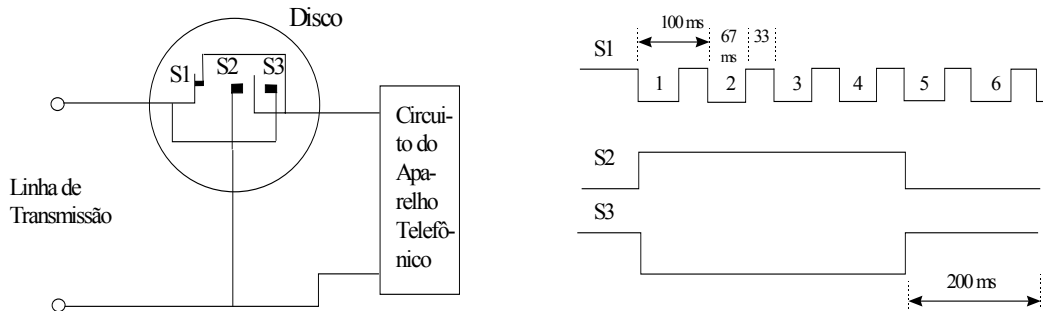 Disco
S1
S2
S3
Linha de
Transmissão
Circui-
to do
Apa-
relho
Telefô-
nico
100 ms
67
ms
33
S1
1
2
3
4
5
6
S2
S3
200 ms